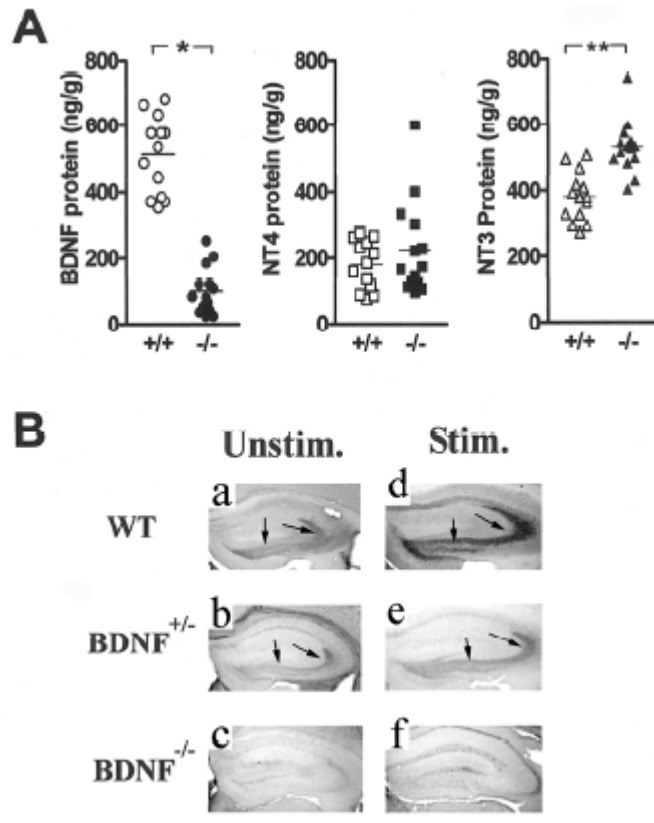 A
*
**
BDNF protein (ng/g)
800
600
400
200
0
+/+
-/-
NT4 protein (ng/g)
800
600
400
200
0
+/+
-/-
NT3 Protein (ng/g)
800
600
400
200
0
+/+
-/-
B
Unstim.
Stim.
WT
a
d
BDNF+/-
b
e
BDNF-/-
c
f